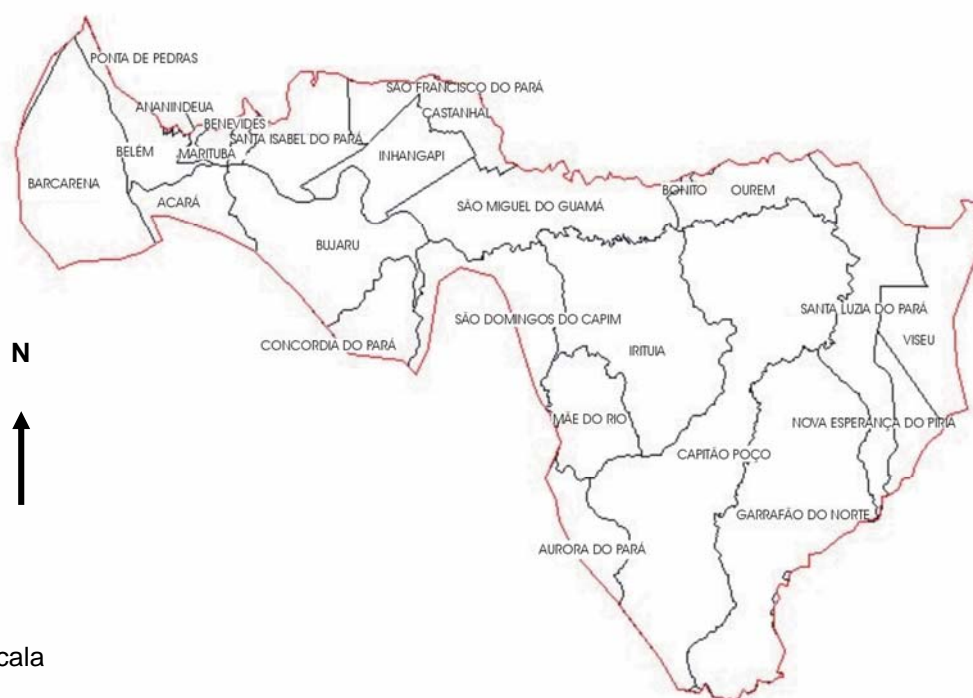 PONTA DE PEDRAS
SÃO FRANCISCO DO PARÁ
ANANINDEUA
CASTANHAL
BENEVIDES
SANTA ISABEL DO PARÁ
BELÉM
MARITUBA
INHANGAPI
BARCARENA
BONITO
OUREM
ACARÁ
SÃO MIGUEL DO GUAMÁ
BUJARU
SANTA LUZIA DO PARÁ
SÃO DOMINGOS DO CAPIM
VISEU
CONCORDIA DO PARÁ
IRITUIA
N
MÃE DO RIO
NOVA ESPERANÇA DO PIRIA
CAPITÃO POÇO
GARRAFÃO DO NORTE
AURORA DO PARÁ
cala